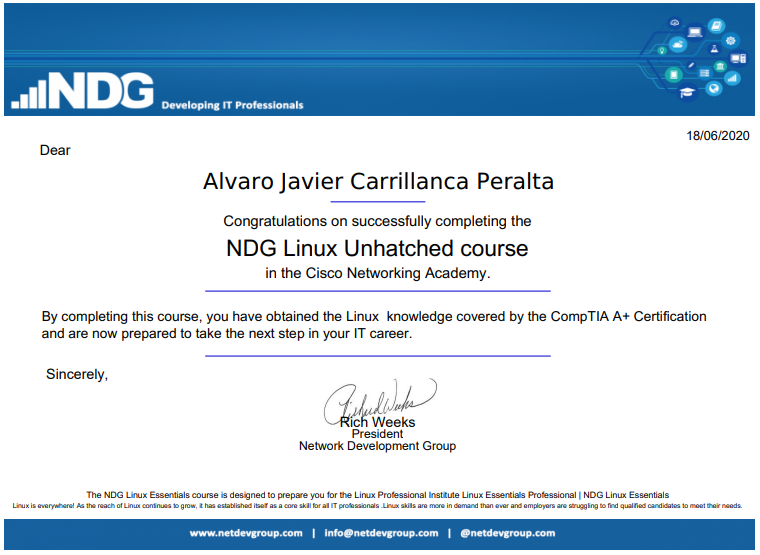 NDG Developing IT Professionals
18/06/2020
Dear
Alvaro Javier Carrillanca Peralta
Congratulations on successfully completing the
NDG Linux Unhatched course
in the Cisco Networking Academy.
By completing this course, you have obtained the Linux  knowledge covered by the CompTIA A+ Certification
and are now prepared to take the next step in your IT career.
Sincerely,
Richard Weeks
Rich Weeks
President
Network Development Group
The NDG Linux Essentials course is designed to prepare you for the Linux Professional Institute Linux Essentials Professional | NDG Linux Essentials
Linux is everywhere! As the reach of Linux continues to grow, it has established itself as a core skill for all IT professionals .Linux skills are more in demand than ever and employers are struggling to find qualified candidates to meet their needs.
www.netdevgroup.com | info@netdevgroup.com | @netdevgroup.com